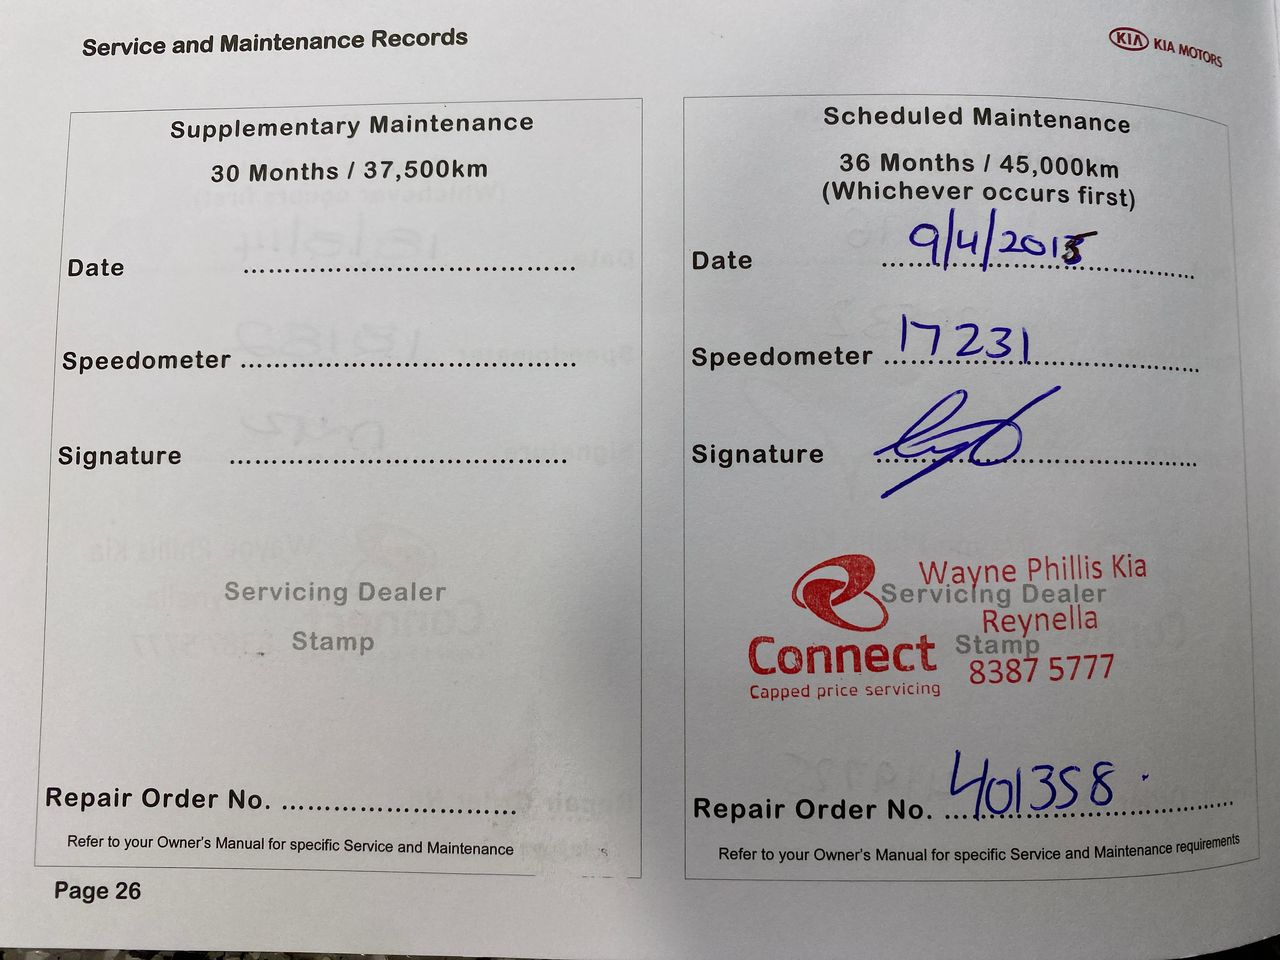 Service and Maintenance Records
KIA KIA MOTORS
Supplementary Maintenance
30 Months / 37,500km
Date ........................................
Speedometer ........................................
Signature ........................................
Servicing Dealer
Stamp
Repair Order No. ............................
Refer to your Owner's Manual for specific Service and Maintenance
Page 26
Scheduled Maintenance
36 Months / 45,000km
(Whichever occurs first)
Date 9/4/2015
Speedometer 17231
Signature
Wayne Phillis Kia
Servicing Dealer
Reynella
Stamp
8387 5777
Connect
Capped price servicing
Repair Order No. 401358
Refer to your Owner's Manual for specific Service and Maintenance requirements